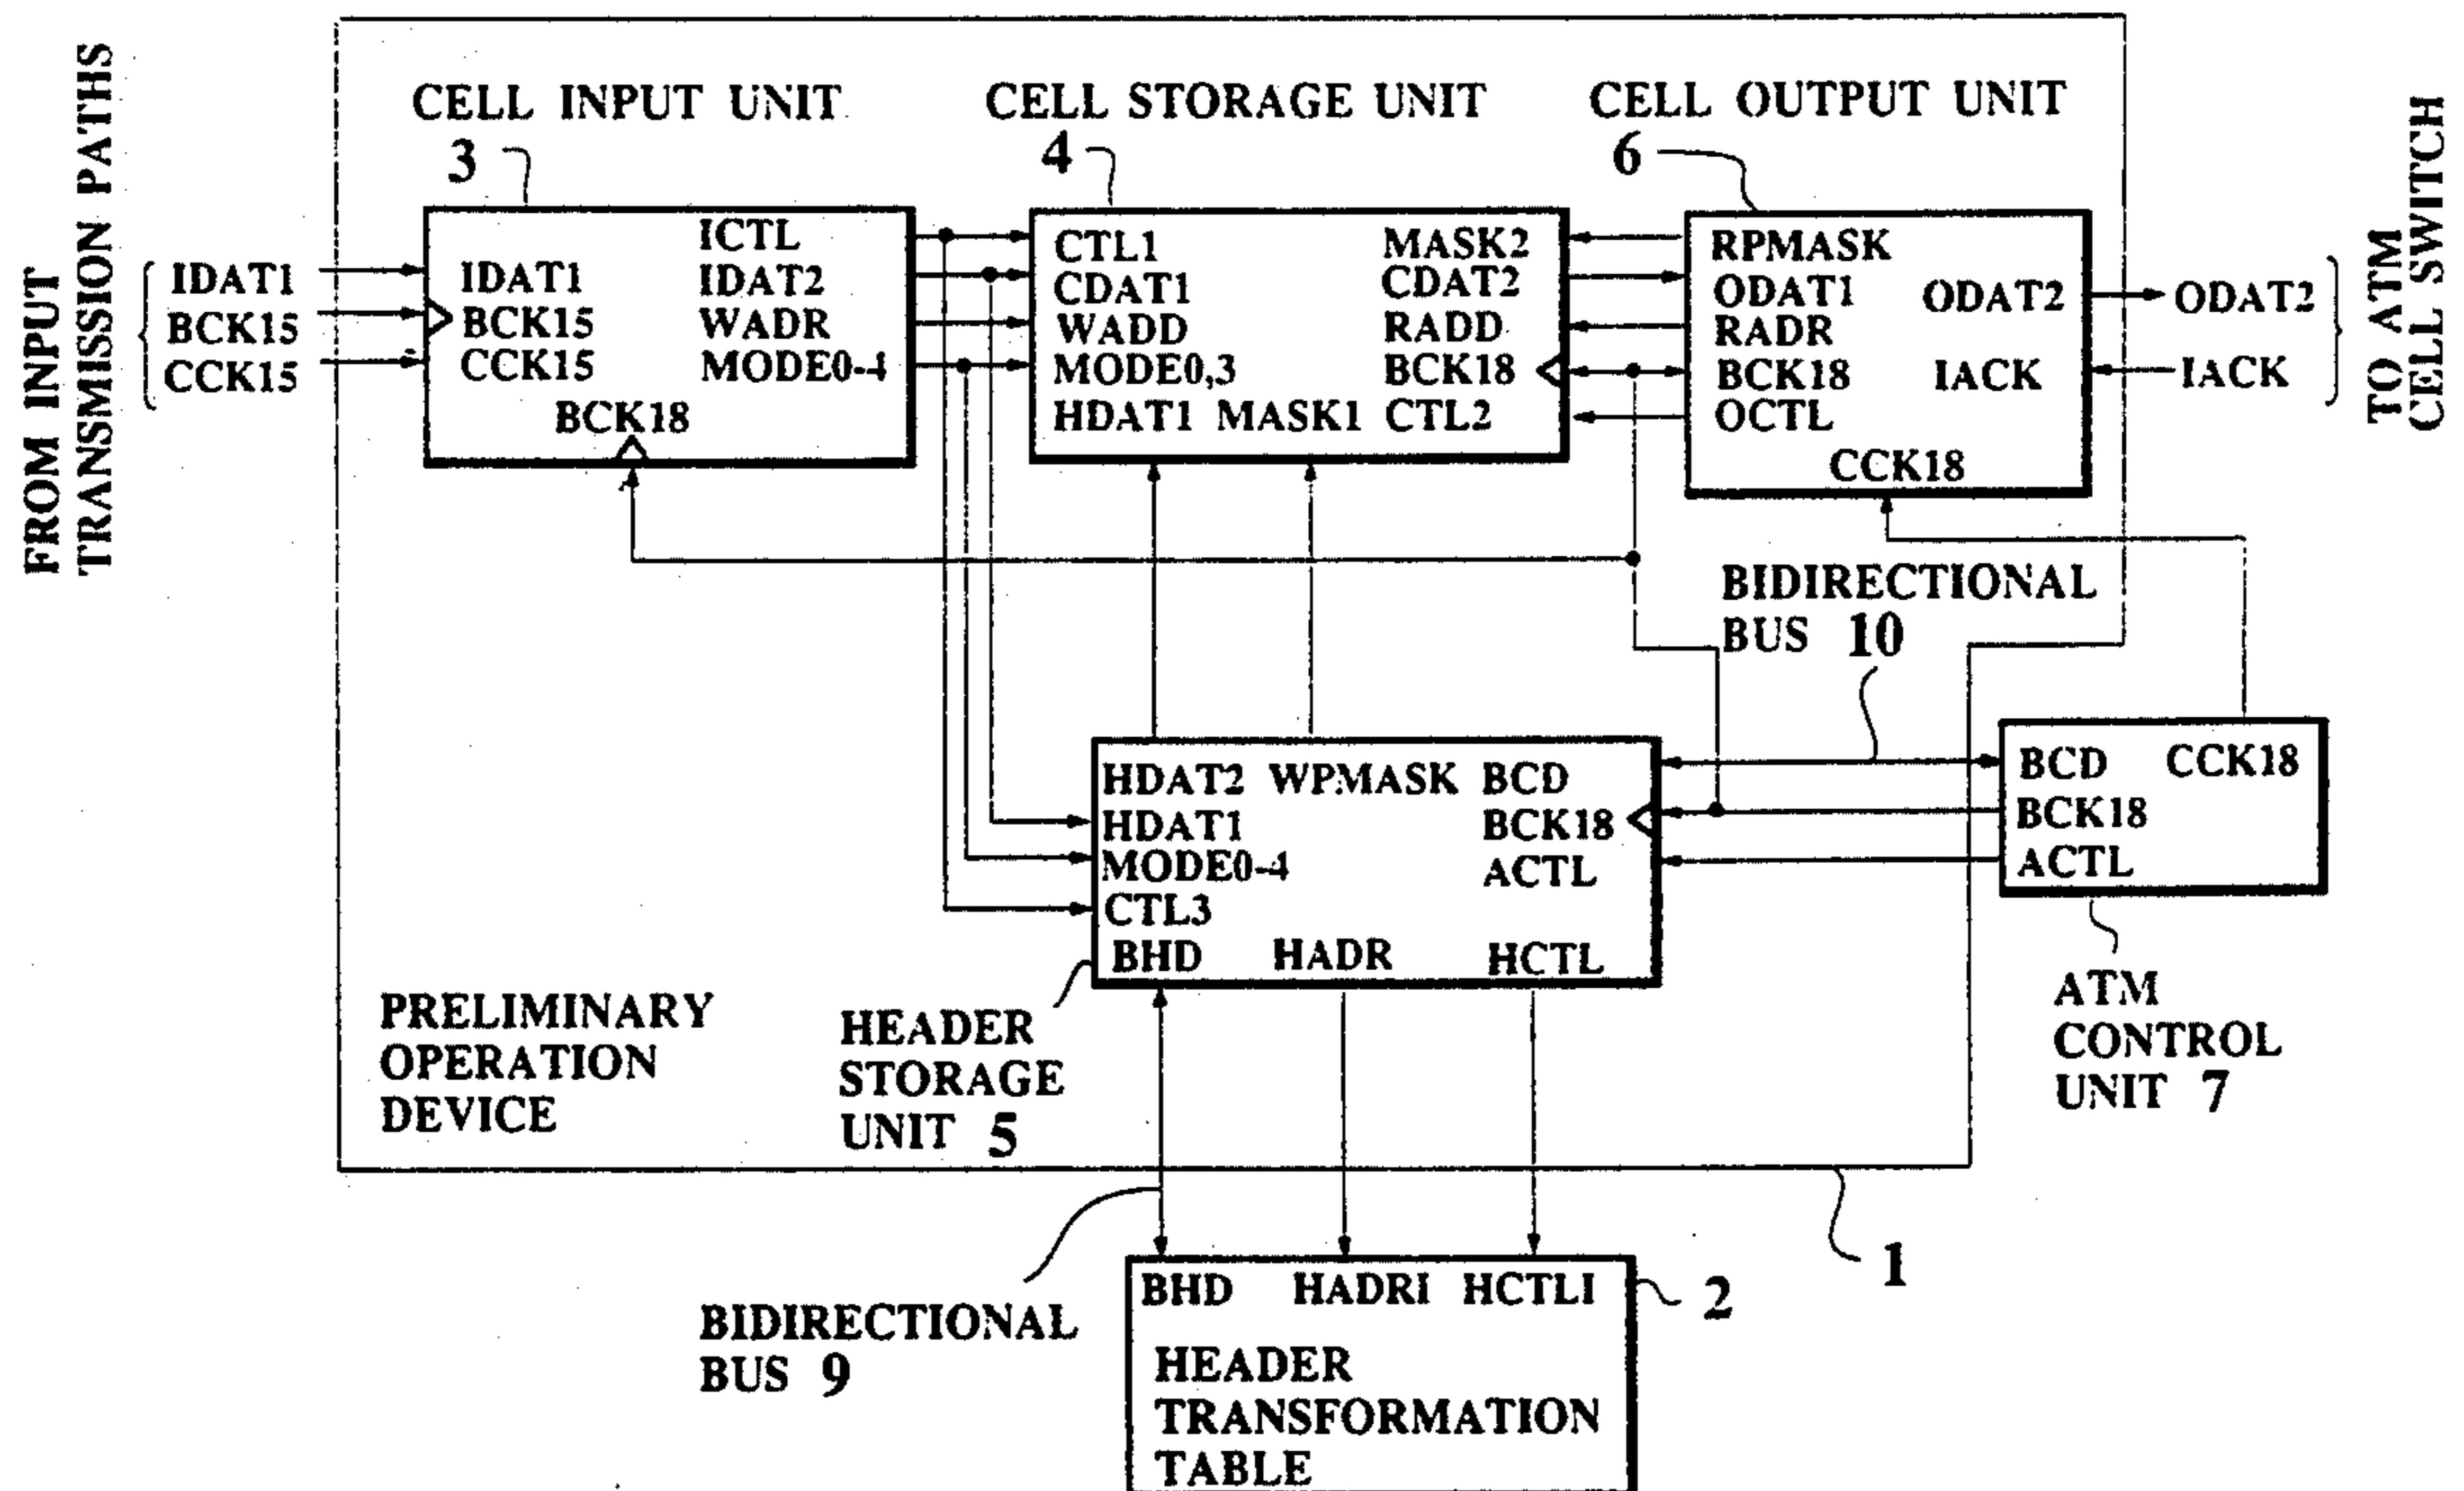 FROM INPUT
TRANSMISSION PATHS
IDAT1
BCK15
CCK15
CELL INPUT UNIT
3
ICTL
IDAT1 IDAT2
BCK15 WADR
CCK15 MODE0-4
BCK18
CELL STORAGE UNIT
4
CTL1 MASK2
CDAT1 CDAT2
WADD RADD
MODE0,3 BCK18
HDAT1 MASK1 CTL2
CELL OUTPUT UNIT
6
RPMASK
ODAT1 ODAT2
RADR
BCK18 IACK
OCTL
CCK18
ODAT2
IACK
TO ATM
CELL SWITCH
BIDIRECTIONAL
BUS 10
HDAT2 WPMASK BCD
HDAT1 BCK18
MODE0-4 ACTL
CTL3
BHD HADR HCTL
BCD CCK18
BCK18
ACTL
ATM
CONTROL
UNIT 7
PRELIMINARY
OPERATION
DEVICE
HEADER
STORAGE
UNIT 5
1
BIDIRECTIONAL
BUS 9
BHD HADRI HCTLI
2
HEADER
TRANSFORMATION
TABLE